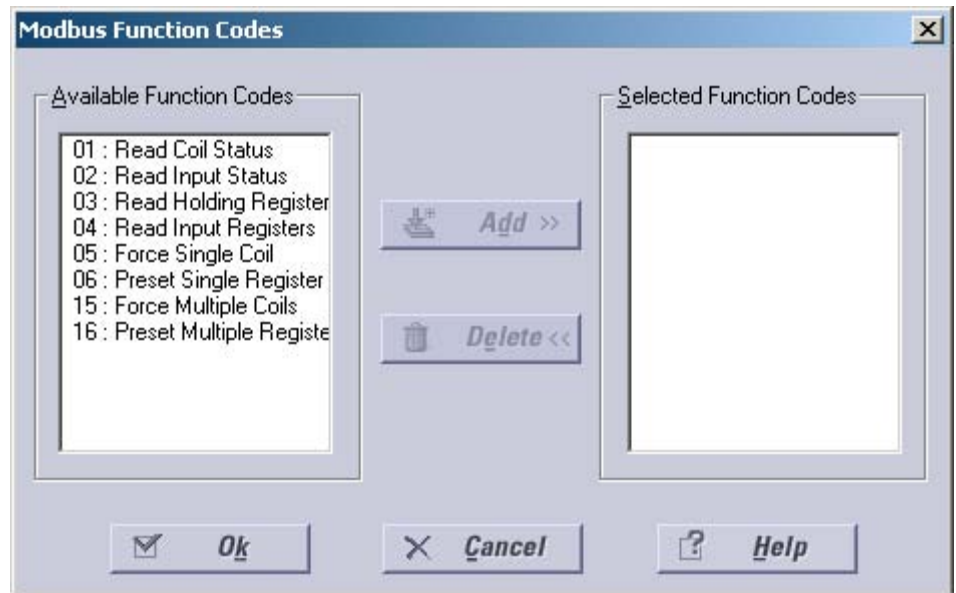 Modbus Function Codes
Available Function Codes
01 : Read Coil Status
02 : Read Input Status
03 : Read Holding Register
04 : Read Input Registers
05 : Force Single Coil
06 : Preset Single Register
15 : Force Multiple Coils
16 : Preset Multiple Registe
Add >>
Delete <<
Selected Function Codes
Ok
Cancel
Help